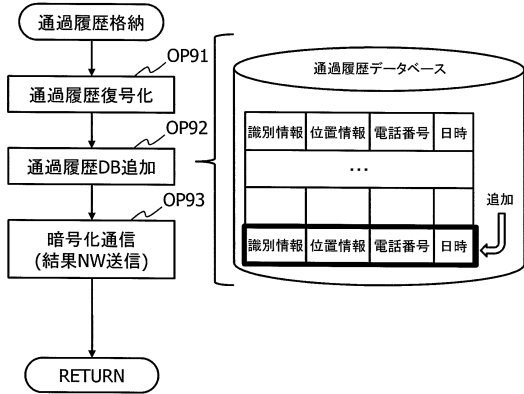 通過履歴格納
OP91
通過履歴復号化
OP92
通過履歴DB追加
OP93
暗号化通信
(結果NW送信)
RETURN
通過履歴データベース
識別情報 位置情報 電話番号 日時
…
追加
識別情報 位置情報 電話番号 日時